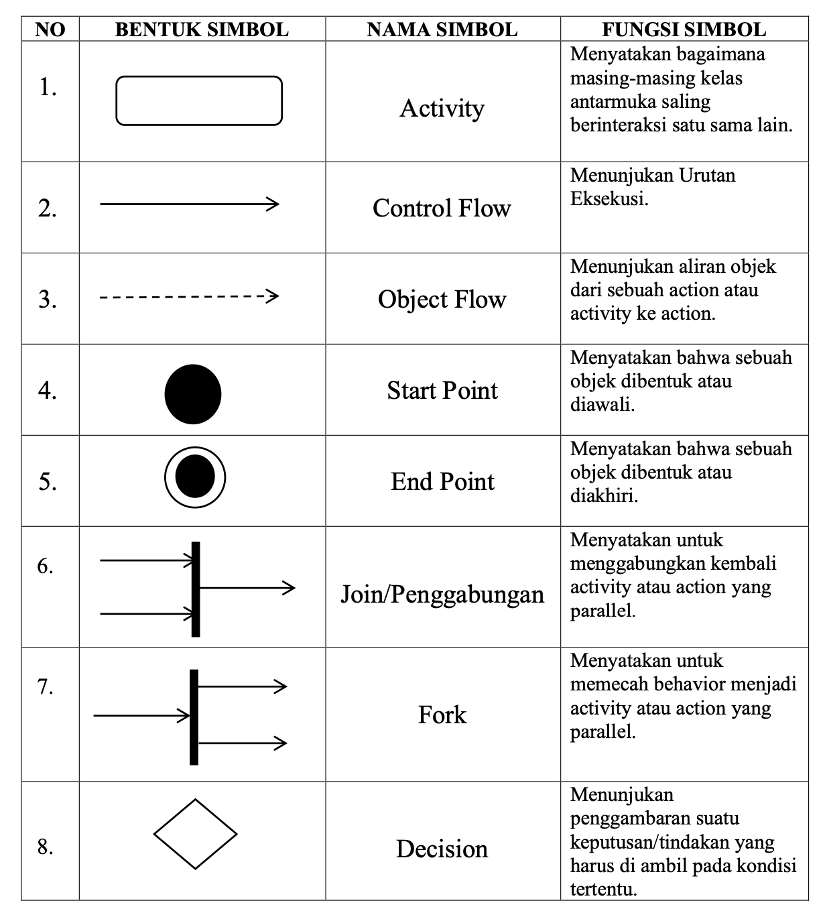 NO BENTUK SIMBOL NAMA SIMBOL FUNGSI SIMBOL
1.
Activity
Menyatakan bagaimana
masing-masing kelas
antarmuka saling
berinteraksi satu sama lain.
2.
Control Flow
Menunjukan Urutan
Eksekusi.
3.
Object Flow
Menunjukan aliran objek
dari sebuah action atau
activity ke action.
4.
Start Point
Menyatakan bahwa sebuah
objek dibentuk atau
diawali.
5.
End Point
Menyatakan bahwa sebuah
objek dibentuk atau
diakhiri.
6.
Join/Penggabungan
Menyatakan untuk
menggabungkan kembali
activity atau action yang
parallel.
7.
Fork
Menyatakan untuk
memecah behavior menjadi
activity atau action yang
parallel.
8.
Decision
Menunjukan
penggambaran suatu
keputusan/tindakan yang
harus di ambil pada kondisi
tertentu.